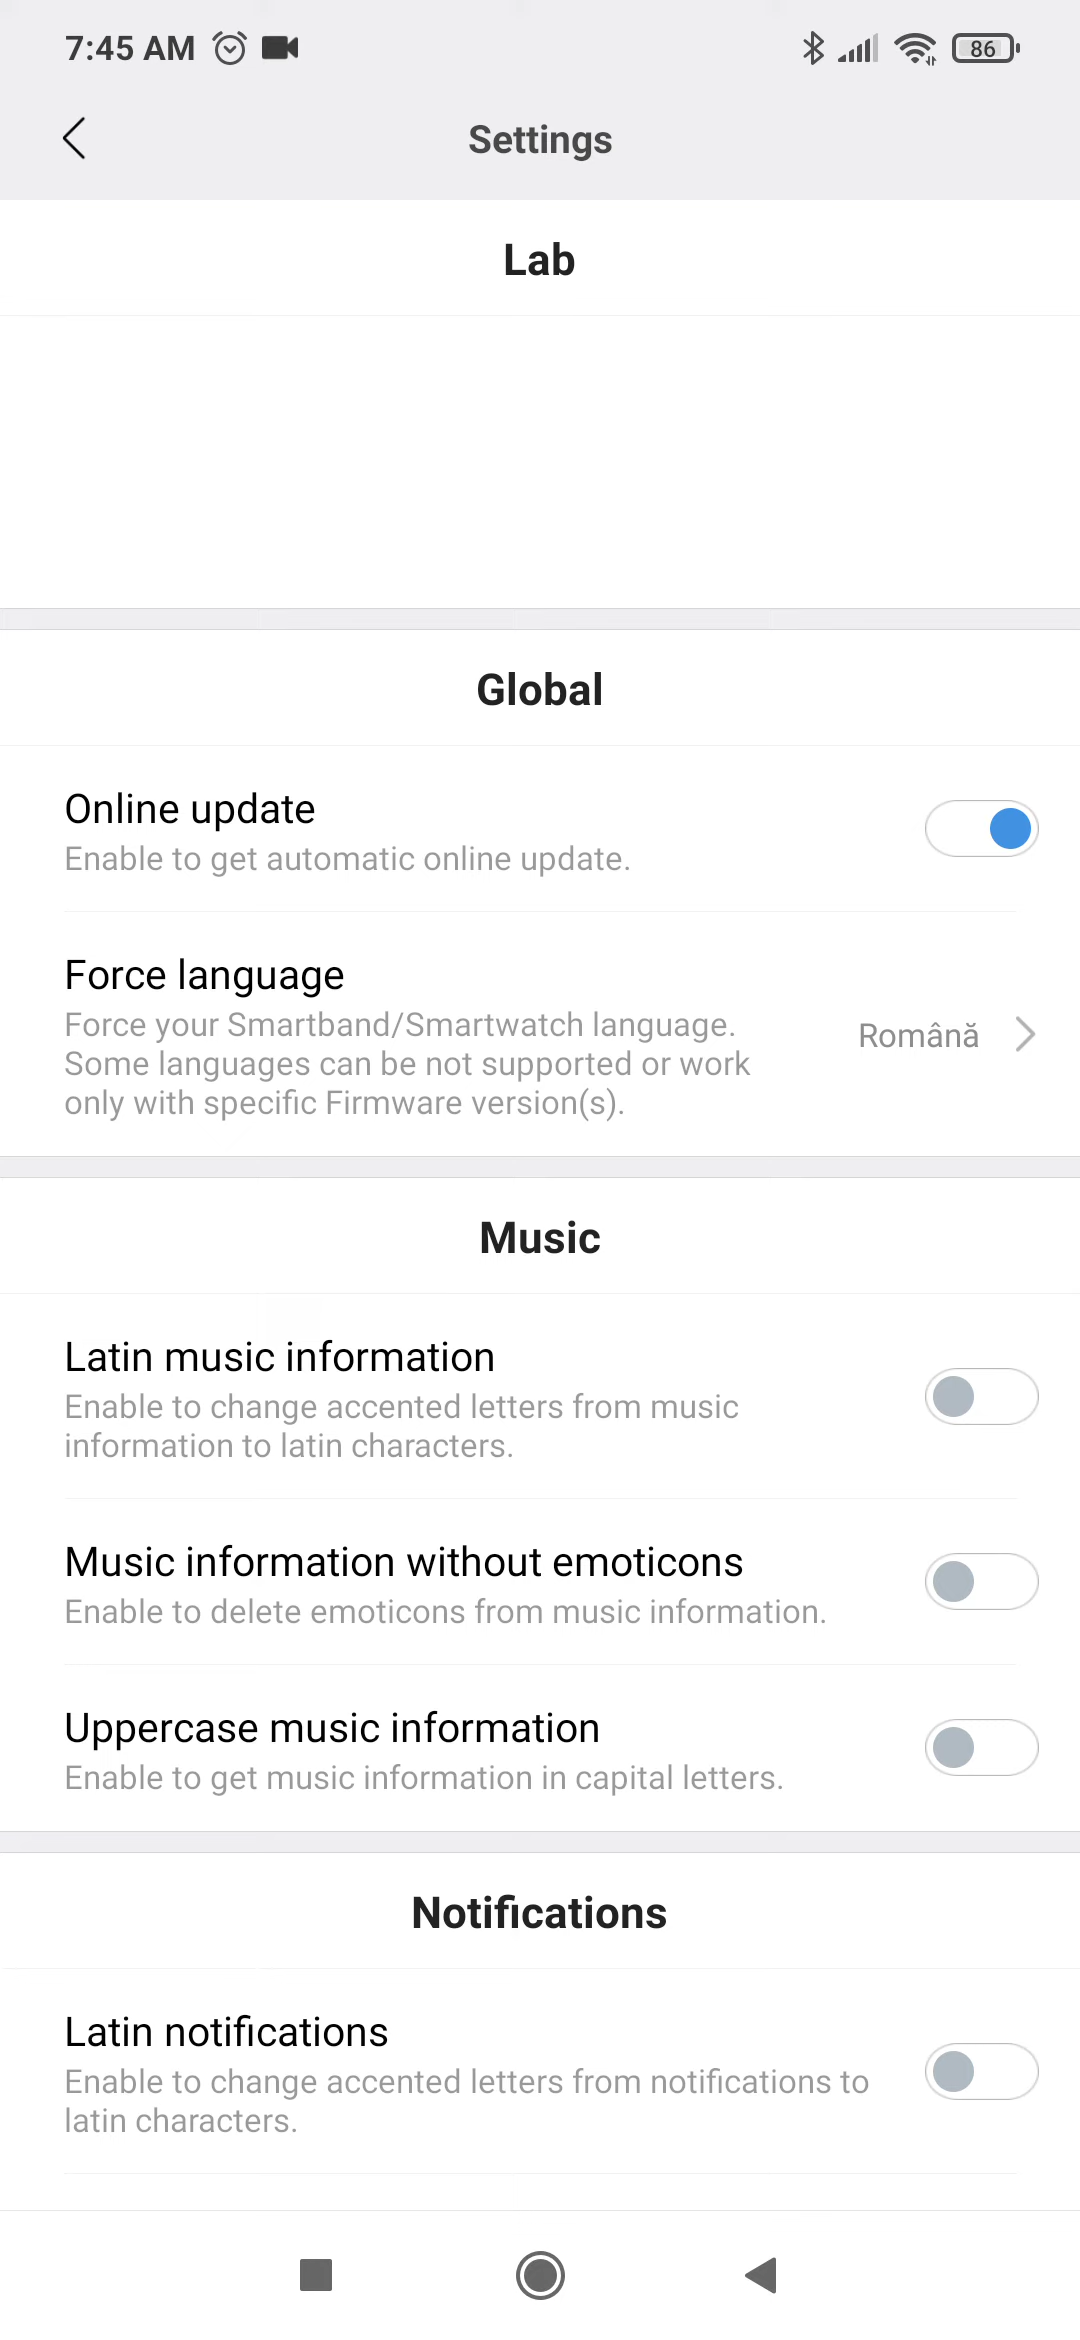 7:45 AM 86
Settings
Lab
Global
Online update
Enable to get automatic online update.
Force language
Force your Smartband/Smartwatch language.
Some languages can be not supported or work
only with specific Firmware version(s).
Română
Music
Latin music information
Enable to change accented letters from music
information to latin characters.
Music information without emoticons
Enable to delete emoticons from music information.
Uppercase music information
Enable to get music information in capital letters.
Notifications
Latin notifications
Enable to change accented letters from notifications to
latin characters.